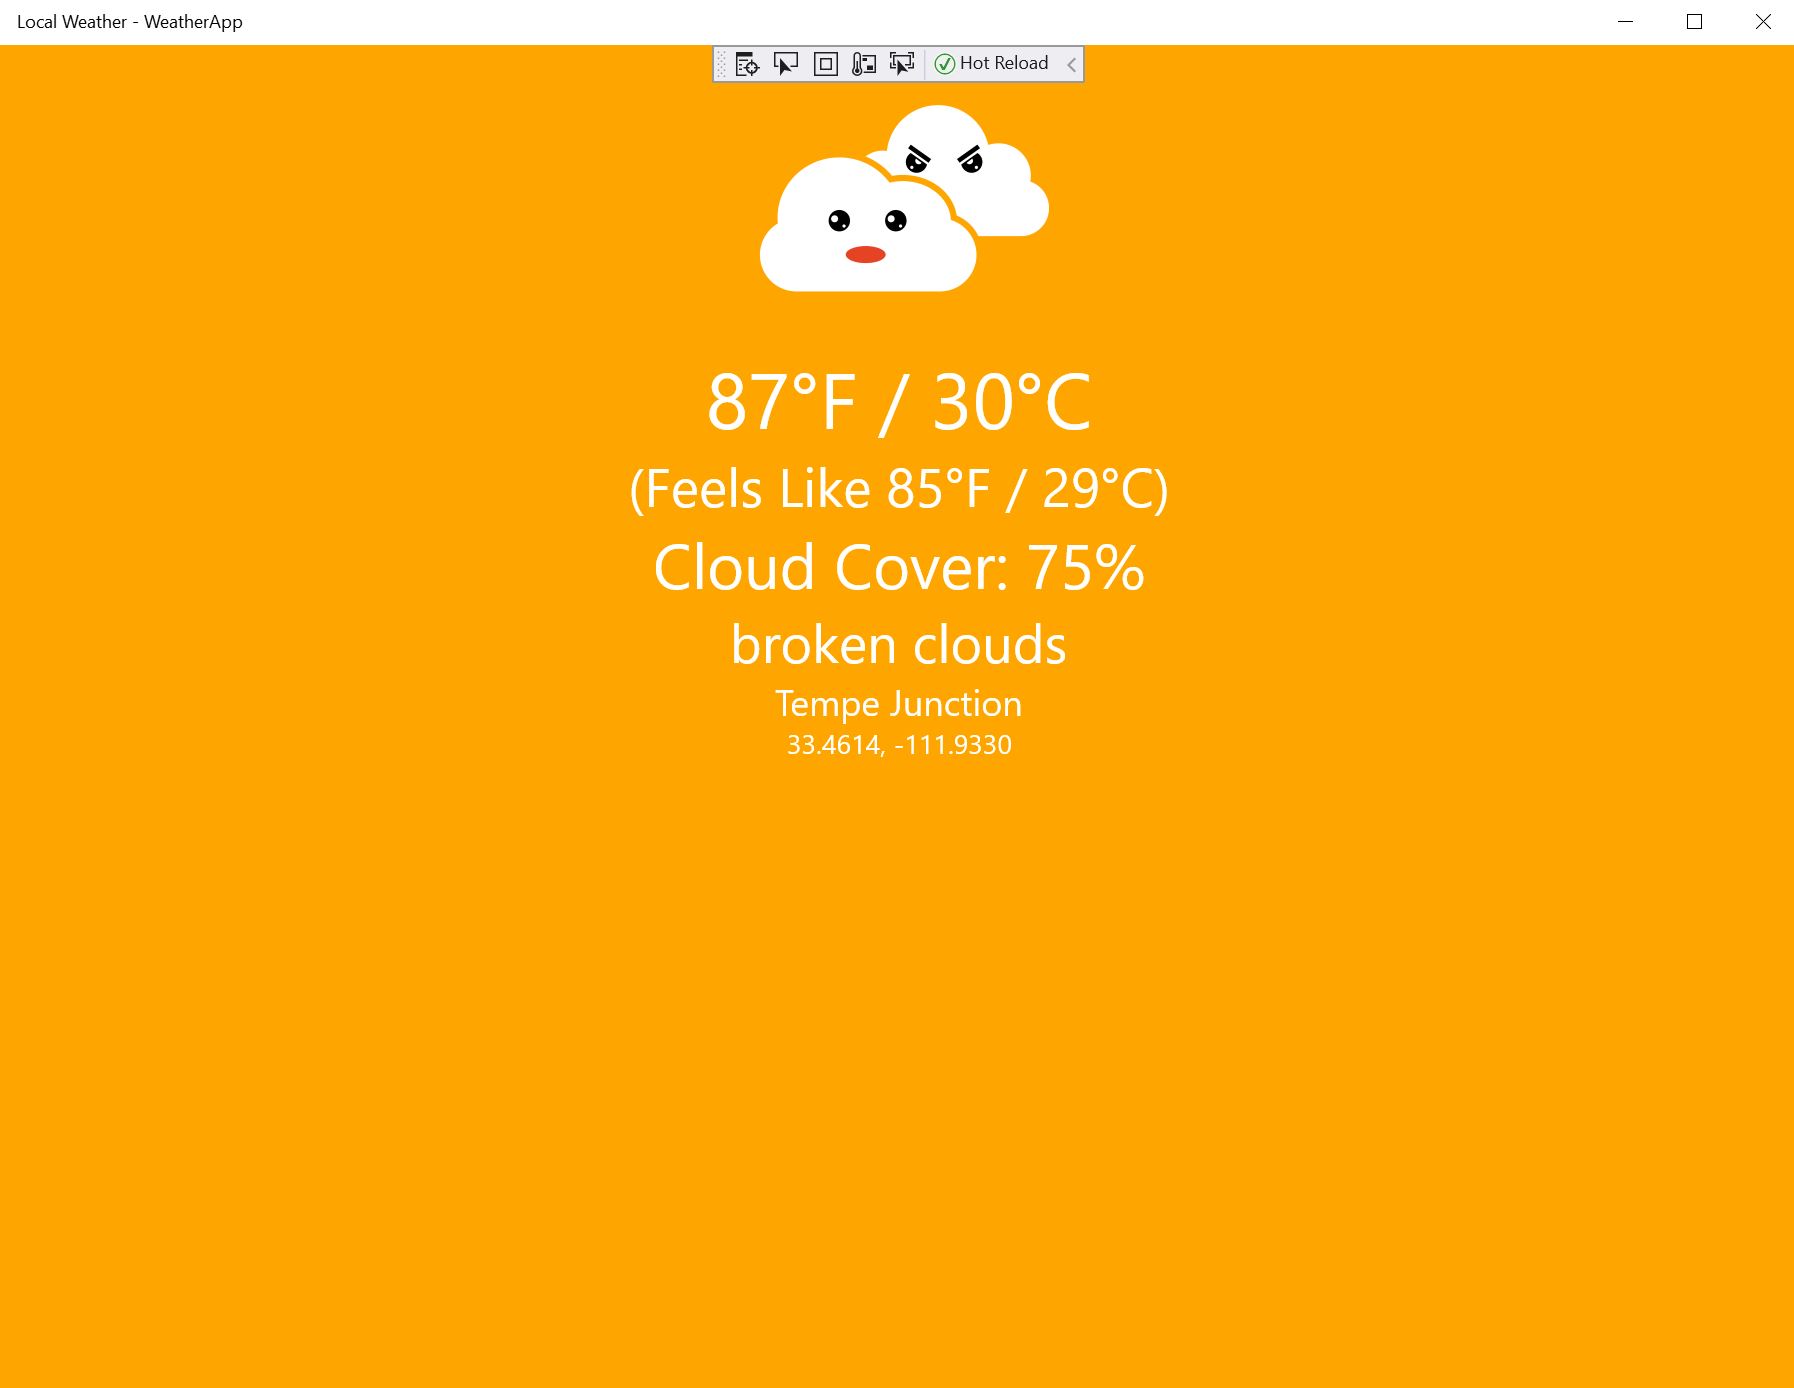 Local Weather - WeatherApp
Hot Reload
87°F / 30°C
(Feels Like 85°F / 29°C)
Cloud Cover: 75%
broken clouds
Tempe Junction
33.4614, -111.9330